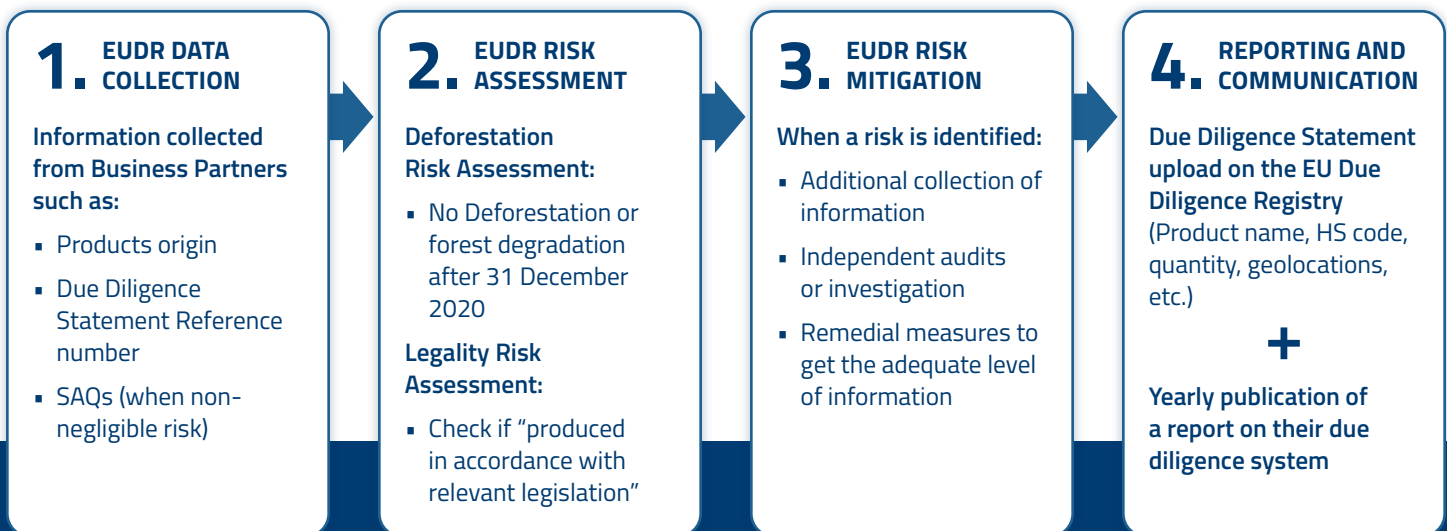 1. EUDR DATA
COLLECTION
Information collected
from Business Partners
such as:
▪ Products origin
▪ Due Diligence
Statement Reference
number
▪ SAQs (when non-
negligible risk)
2. EUDR RISK
ASSESSMENT
Deforestation
Risk Assessment:
▪ No Deforestation or
forest degradation
after 31 December
2020
Legality Risk
Assessment:
▪ Check if “produced
in accordance with
relevant legislation”
3. EUDR RISK
MITIGATION
When a risk is identified:
▪ Additional collection of
information
▪ Independent audits
or investigation
▪ Remedial measures to
get the adequate level
of information
4. REPORTING AND
COMMUNICATION
Due Diligence Statement
upload on the EU Due
Diligence Registry
(Product name, HS code,
quantity, geolocations,
etc.)
+
Yearly publication of
a report on their due
diligence system